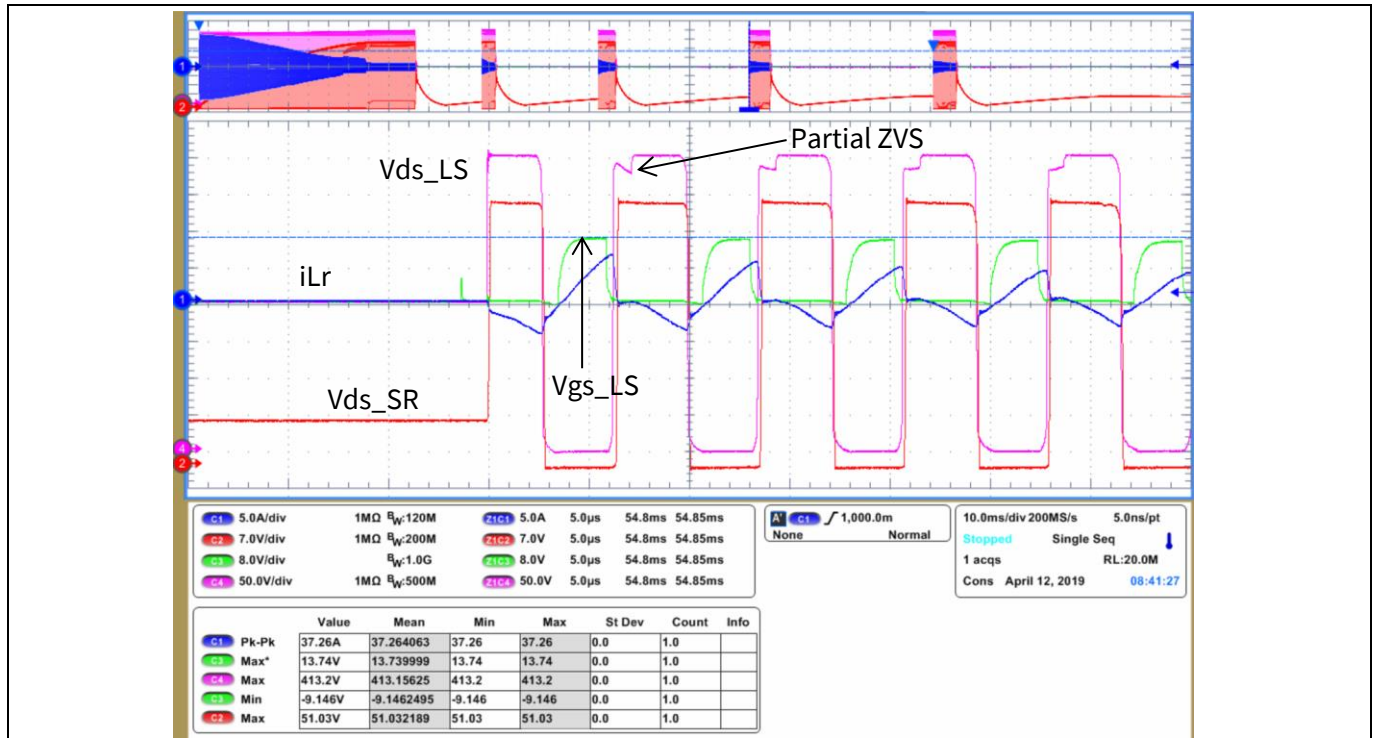 1
2
Partial ZVS
Vds_LS
iLr
1
Vgs_LS
Vds_SR
4
2
C1 5.0A/div 1MΩ BW:120M Z1C1 5.0A 5.0µs 54.8ms 54.85ms
C2 7.0V/div 1MΩ BW:200M Z1C2 7.0V 5.0µs 54.8ms 54.85ms
C3 8.0V/div BW:1.0G Z1C3 8.0V 5.0µs 54.8ms 54.85ms
C4 50.0V/div 1MΩ BW:500M Z1C4 50.0V 5.0µs 54.8ms 54.85ms
A' C1 1,000.0m
None Normal
10.0ms/div 200MS/s 5.0ns/pt
Stopped Single Seq
1 acqs RL:20.0M
Cons April 12, 2019 08:41:27
Value Mean Min Max St Dev Count Info
C1 Pk-Pk 37.26A 37.264063 37.26 37.26 0.0 1.0
C3 Max* 13.74V 13.739999 13.74 13.74 0.0 1.0
C4 Max 413.2V 413.15625 413.2 413.2 0.0 1.0
C3 Min -9.146V -9.1462495 -9.146 -9.146 0.0 1.0
C2 Max 51.03V 51.032189 51.03 51.03 0.0 1.0